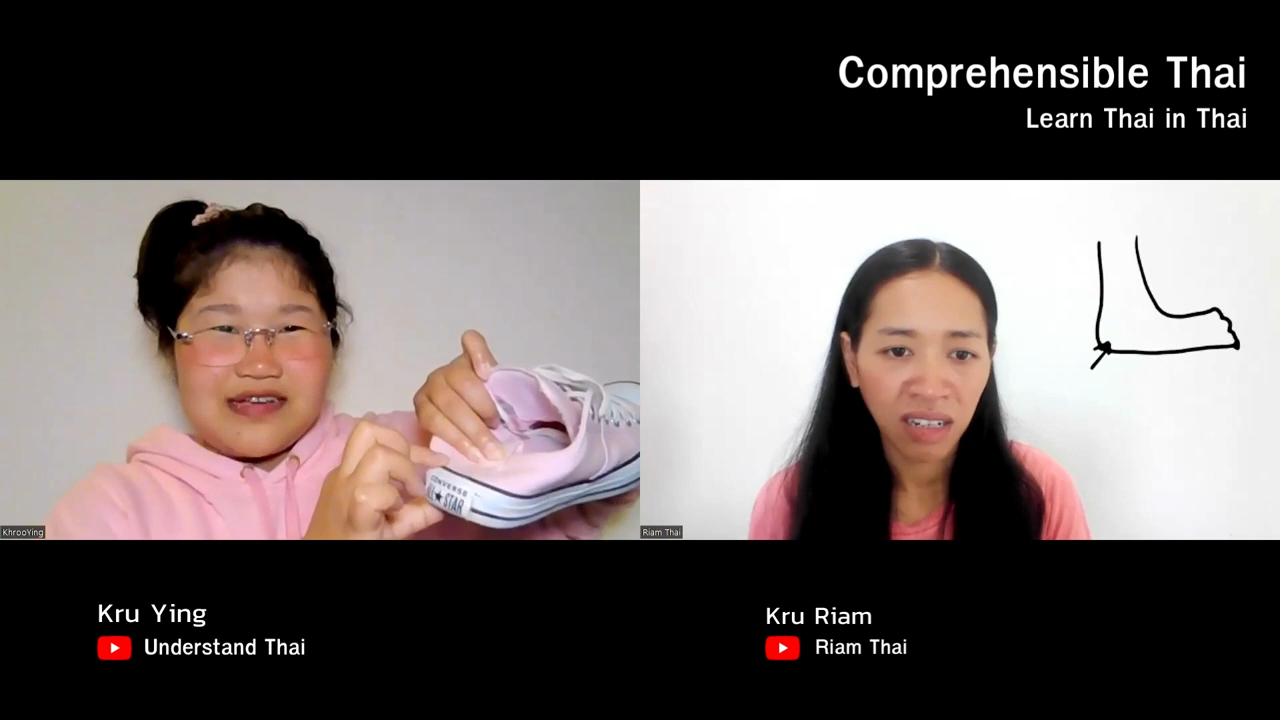 Comprehensible Thai
Learn Thai in Thai
CONVERSE
ALL★STAR
KhrooYing
Riam Thai
Kru Ying
Understand Thai
Kru Riam
Riam Thai